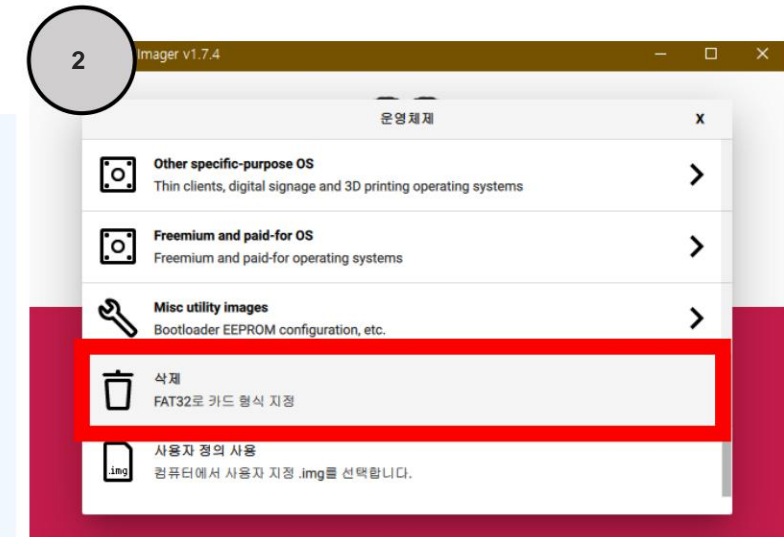 2
Imager v1.7.4
운영체제
X
Other specific-purpose OS
Thin clients, digital signage and 3D printing operating systems
Freemium and paid-for OS
Freemium and paid-for operating systems
Misc utility images
Bootloader EEPROM configuration, etc.
삭제
FAT32로 카드 형식 지정
사용자 정의 사용
.img
컴퓨터에서 사용자 지정 .img를 선택합니다.